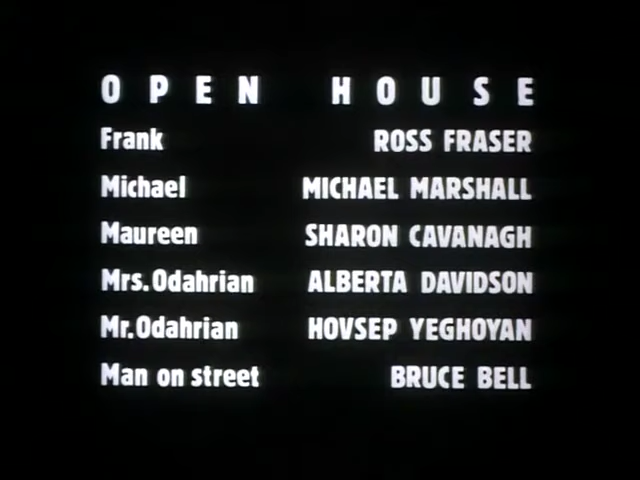 OPEN HOUSE
Frank ROSS FRASER
Michael MICHAEL MARSHALL
Maureen SHARON CAVANAGH
Mrs. Odahrian ALBERTA DAVIDSON
Mr. Odahrian HOVSEP YEGHOYAN
Man on street BRUCE BELL